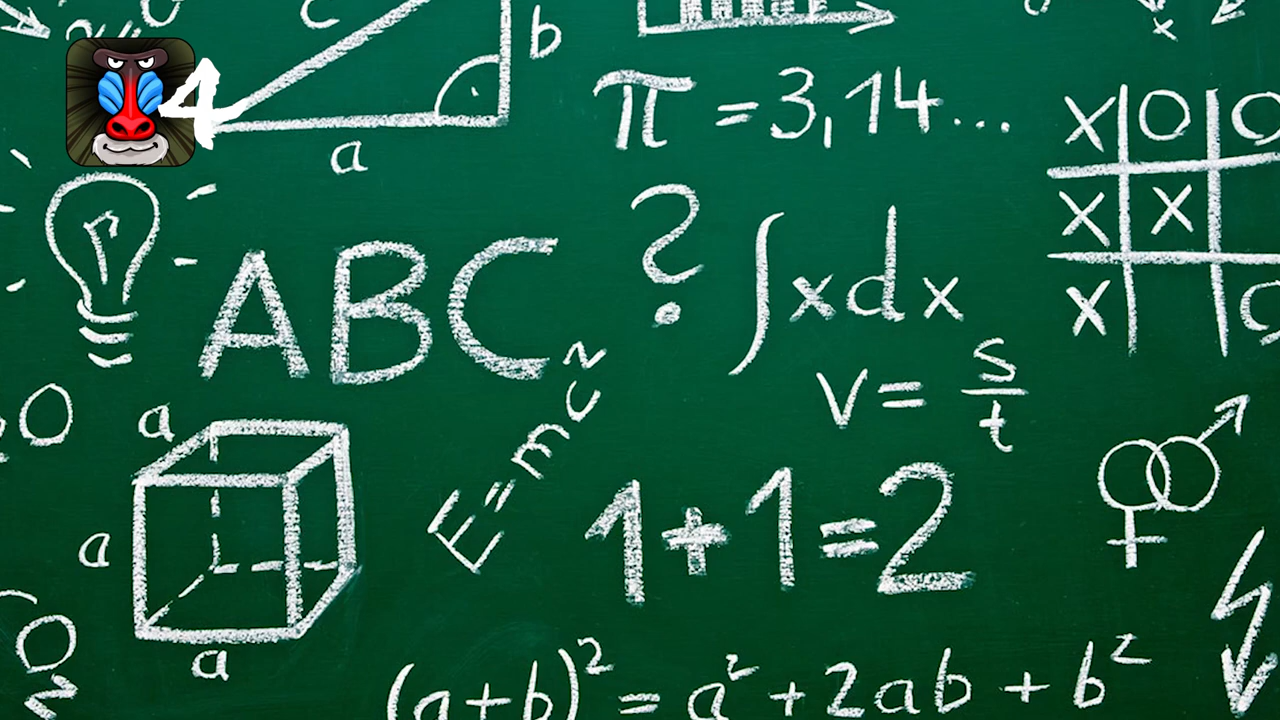 c
b
4
a
π = 3,14...
X O O
X X
X
O
ABC
?
∫xdx
E=mc²
v= s/t
O
a
a
a
1+1=2
(a+b)² = a² + 2ab + b²